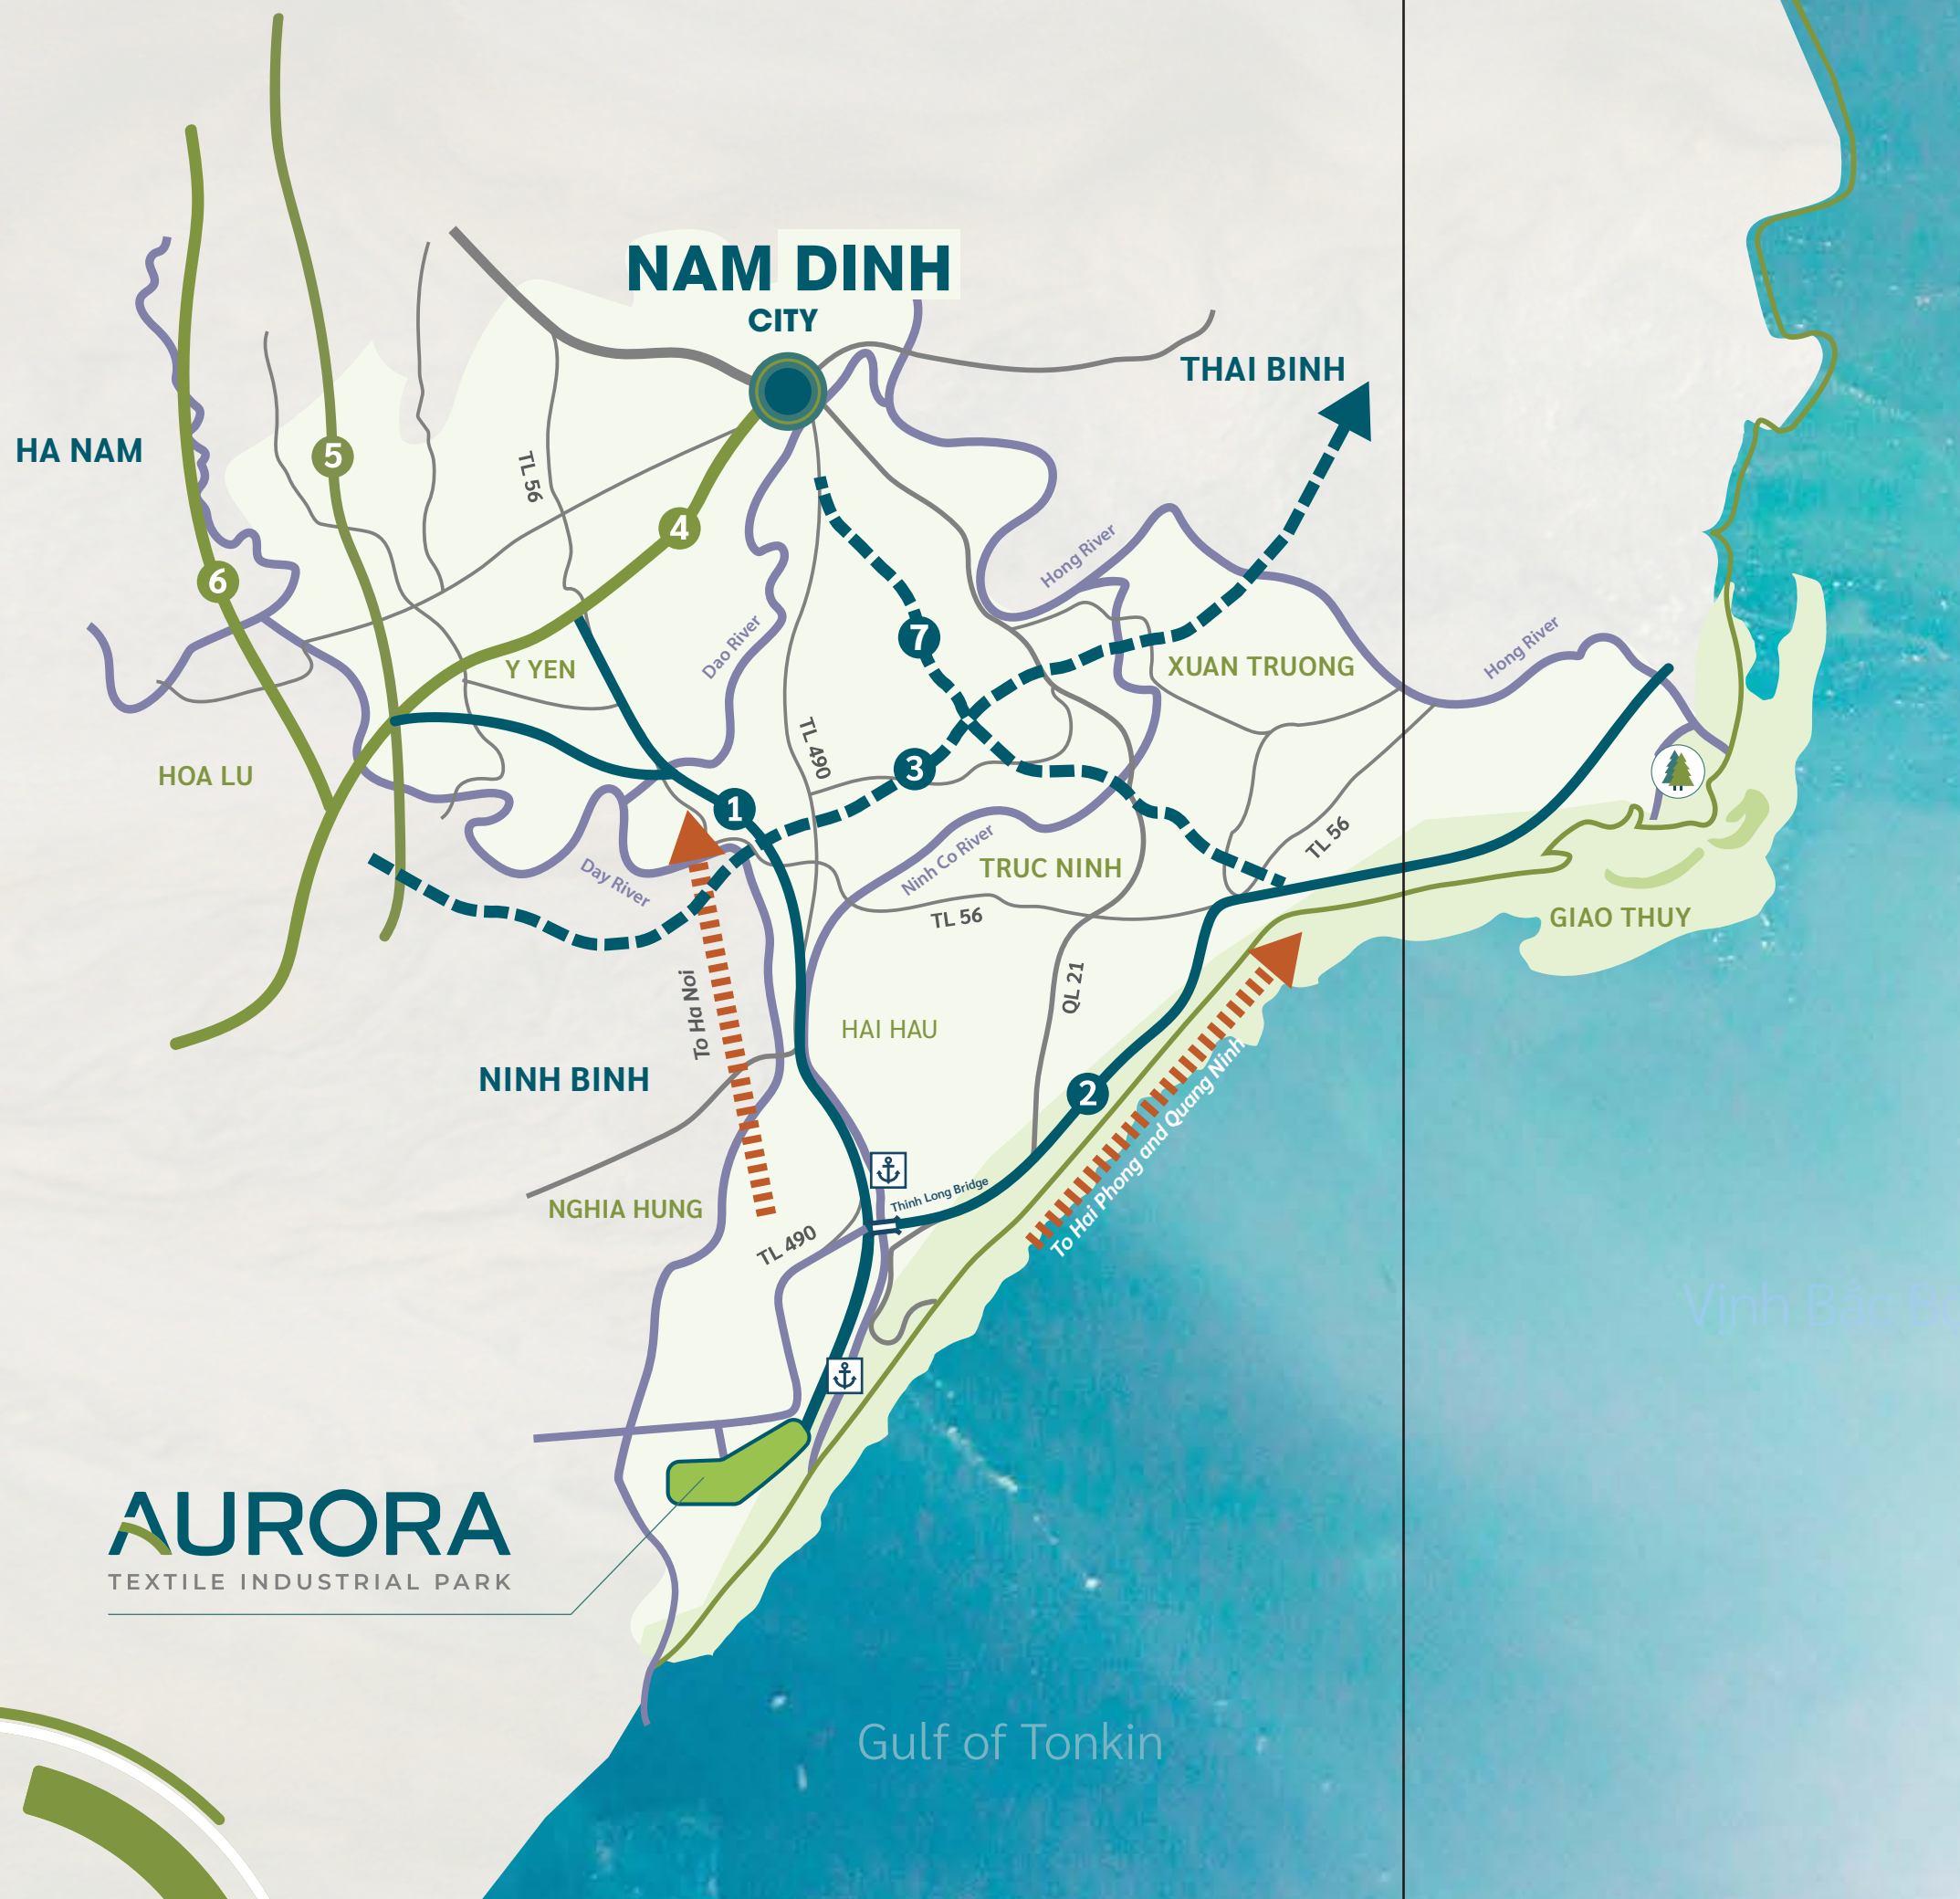 NAM DINH
CITY
THAI BINH
HA NAM
5
TL 56
4
Hong River
6
7
Dao River
Hong River
Y YEN
XUAN TRUONG
TL 490
3
HOA LU
1
TL 56
Ninh Co River
TRUC NINH
Day River
TL 56
GIAO THUY
To Ha Noi
QL 21
HAI HAU
NINH BINH
2
To Hai Phong and Quang Ninh
Thinh Long Bridge
NGHIA HUNG
TL 490
Vịnh Bắc B
AURORA
TEXTILE INDUSTRIAL PARK
Gulf of Tonkin